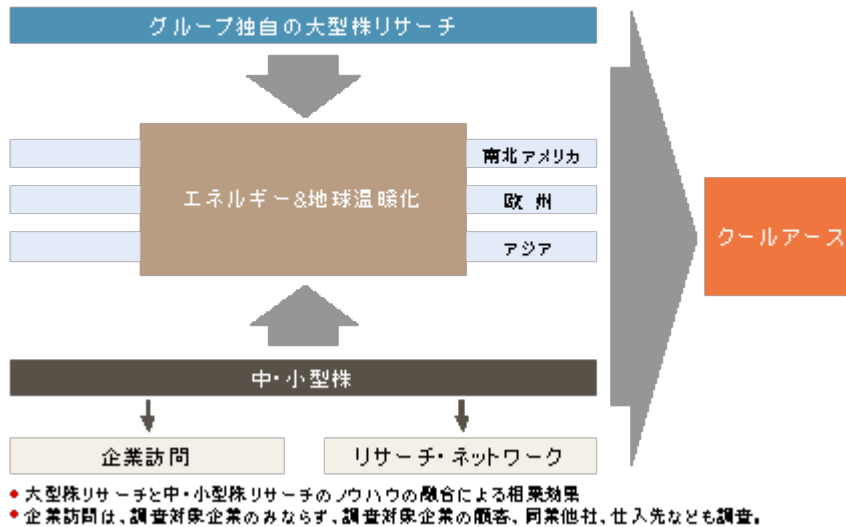 グループ独自の大型株リサーチ
南北アメリカ
エネルギー&地球温暖化
欧 州
アジア
クールアース
中・小型株
企業訪問
リサーチ・ネットワーク
• 大型株リサーチと中・小型株リサーチのノウハウの融合による相乗効果
• 企業訪問は、調査対象企業のみならず、調査対象企業の顧客、同業他社、仕入先なども調査。